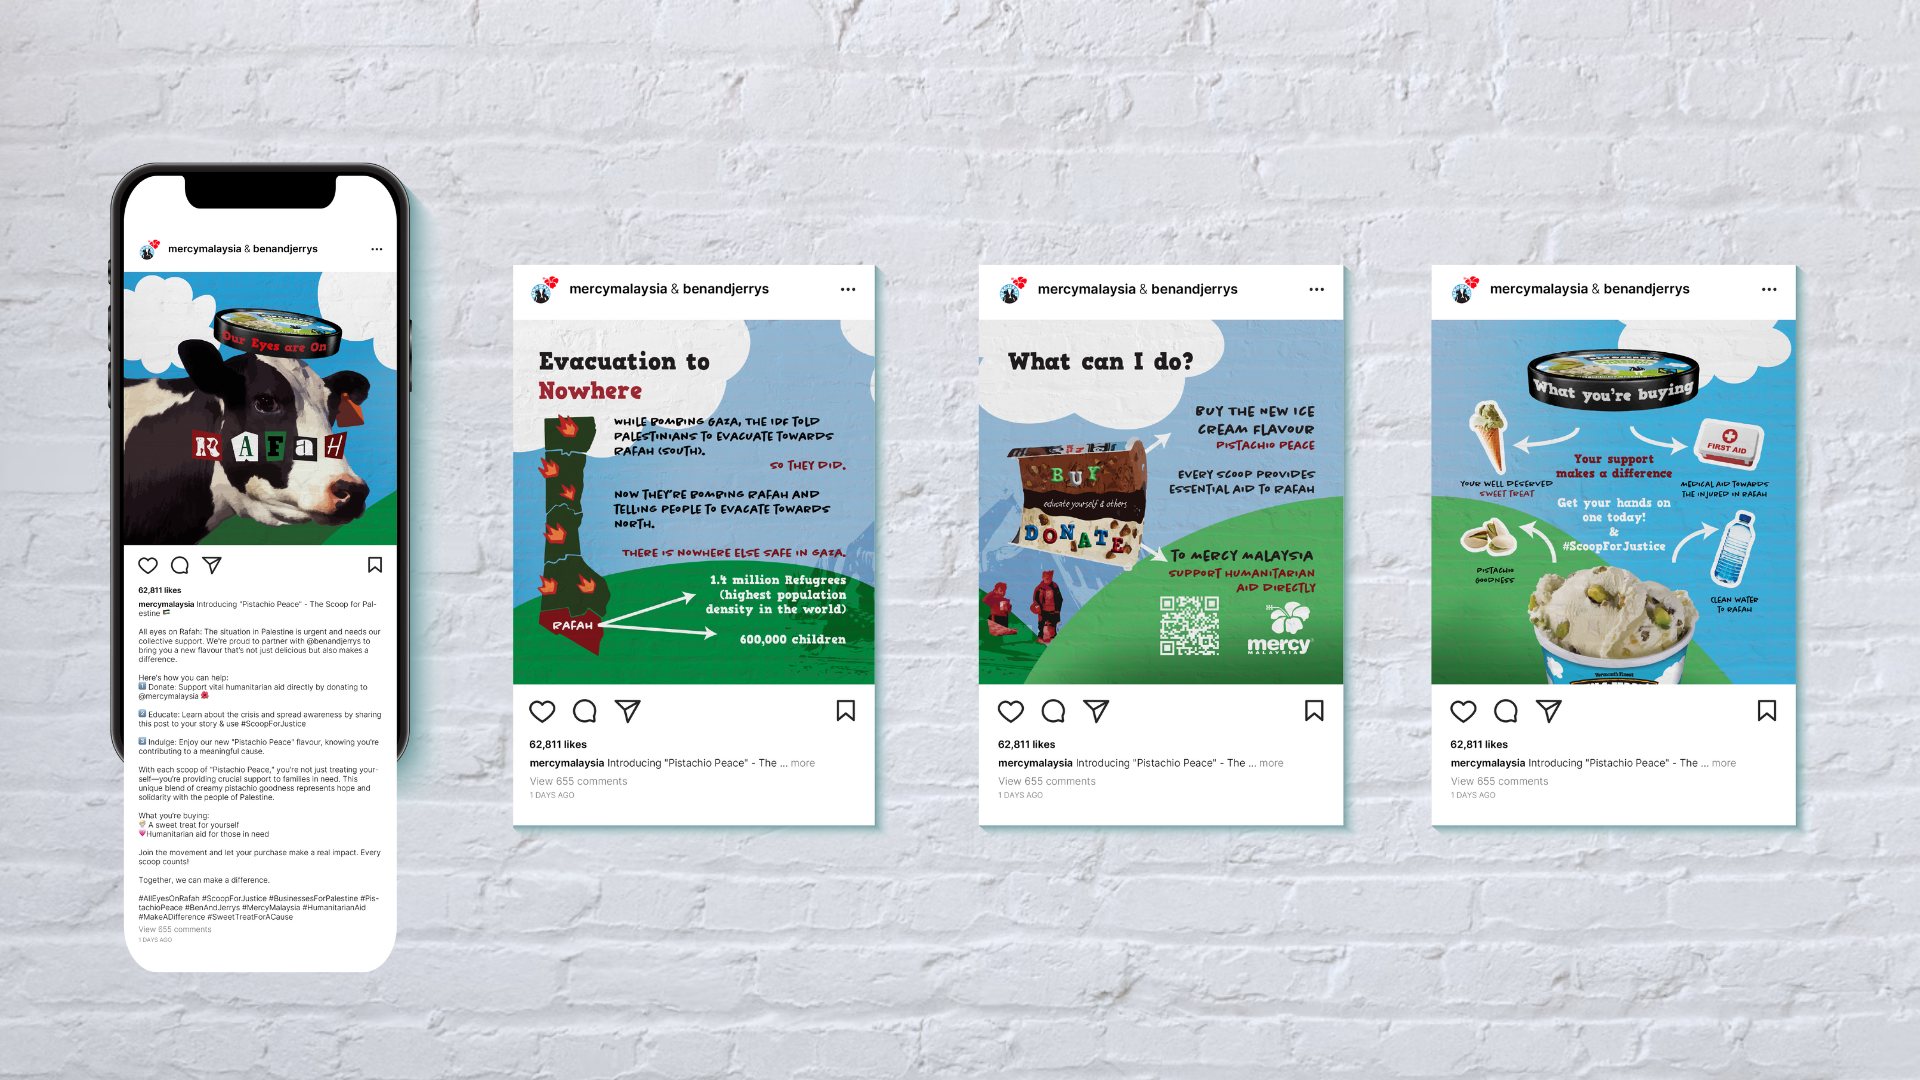 mercymalaysia & benandjerrys
Our Eyes are On
RAFaH
62,811 likes
mercymalaysia Introducing "Pistachio Peace" - The Scoop for Pal-
estine
All eyes on Rafah: The situation in Palestine is urgent and needs our
collective support. We're proud to partner with @benandjerrys to
bring you a new flavour that's not just delicious but also makes a
difference.
Here's how you can help:
1 Donate: Support vital humanitarian aid directly by donating to
@mercymalaysia
2 Educate: Learn about the crisis and spread awareness by sharing
this post to your story & use #ScoopForJustice
3 Indulge: Enjoy our new "Pistachio Peace" flavour, knowing you're
contributing to a meaningful cause.
With each scoop of "Pistachio Peace," you're not just treating your-
self—you're providing crucial support to families in need. This
unique blend of creamy pistachio goodness represents hope and
solidarity with the people of Palestine.
What you're buying:
A sweet treat for yourself
Humanitarian aid for those in need
Join the movement and let your purchase make a real impact. Every
scoop counts!
Together, we can make a difference.
#AllEyesOnRafah #ScoopForJustice #BusinessesForPalestine #Pis-
tachioPeace #BenAndJerrys #MercyMalaysia #HumanitarianAid
#MakeADifference #SweetTreatForACause
View 655 comments
1 DAYS AGO
mercymalaysia & benandjerrys
Evacuation to
Nowhere
WHILE BOMBING GAZA, THE IDF TOLD
PALESTINIANS TO EVACUATE TOWARDS
RAFAH (SOUTH).
SO THEY DID.
NOW THEY'RE BOMBING RAFAH AND
TELLING PEOPLE TO EVACATE TOWARDS
NORTH.
THERE IS NOWHERE ELSE SAFE IN GAZA.
1.4 million Refugrees
(highest population
density in the world)
RAFAH
600,000 children
62,811 likes
mercymalaysia Introducing "Pistachio Peace" - The ... more
View 655 comments
1 DAYS AGO
mercymalaysia & benandjerrys
What can I do?
BUY THE NEW ICE
CREAM FLAVOUR
PISTACHIO PEACE
EVERY SCOOP PROVIDES
ESSENTIAL AID TO RAFAH
BUY
educate yourself & others
DONATE
TO MERCY MALAYSIA
SUPPORT HUMANITARIAN
AID DIRECTLY
mercy
MALAYSIA
62,811 likes
mercymalaysia Introducing "Pistachio Peace" - The ... more
View 655 comments
1 DAYS AGO
mercymalaysia & benandjerrys
What you're buying
FIRST AID
Your support
makes a difference
YOUR WELL DESERVED
SWEET TREAT
MEDICAL AID TOWARDS
THE INJURED IN RAFAH
Get your hands on
one today!
&
#ScoopForJustice
PISTACHIO
GOODNESS
CLEAN WATER
TO RAFAH
Vermont's Finest
62,811 likes
mercymalaysia Introducing "Pistachio Peace" - The ... more
View 655 comments
1 DAYS AGO